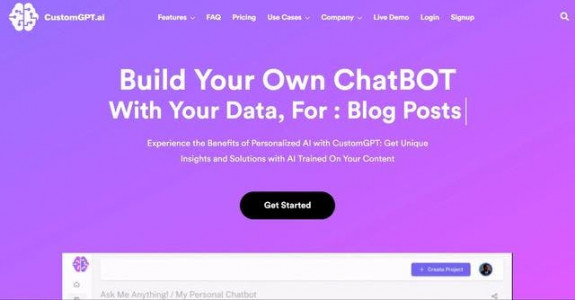 CustomGPT.ai Features FAQ Pricing Use Cases Company Live Demo Login Signup
Build Your Own ChatBOT
With Your Data, For : Blog Posts
Experience the Benefits of Personalized AI with CustomGPT: Get Unique
Insights and Solutions with AI Trained On Your Content
Get Started
+ Create Project
Ask Me Anything! / My Personal Chatbot